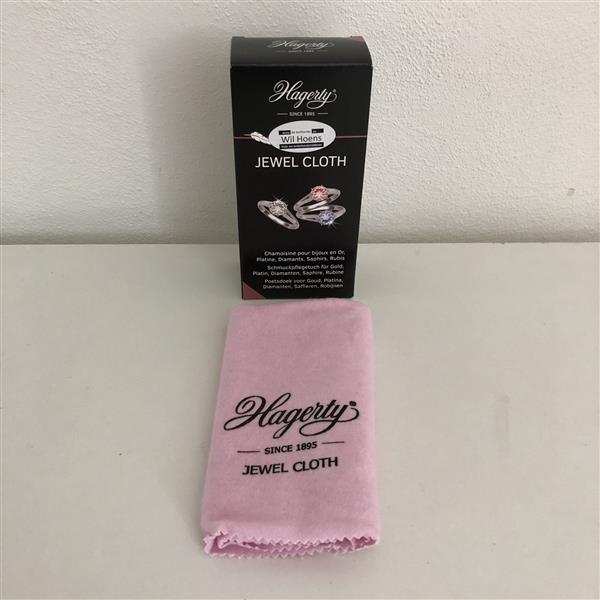 Hagerty
Hagerty
SINCE 1895
Wil Hoens
JEWEL CLOTH
Chamoisine pour bijoux en Or,
Platine, Diamants, Saphirs, Rubis
Schmuckpflegetuch für Gold,
Platin, Diamanten, Saphire, Rubine
Poetsdoek voor Goud, Platina,
Diamanten, Saffieren, Robijnen
Hagerty
SINCE 1895
JEWEL CLOTH